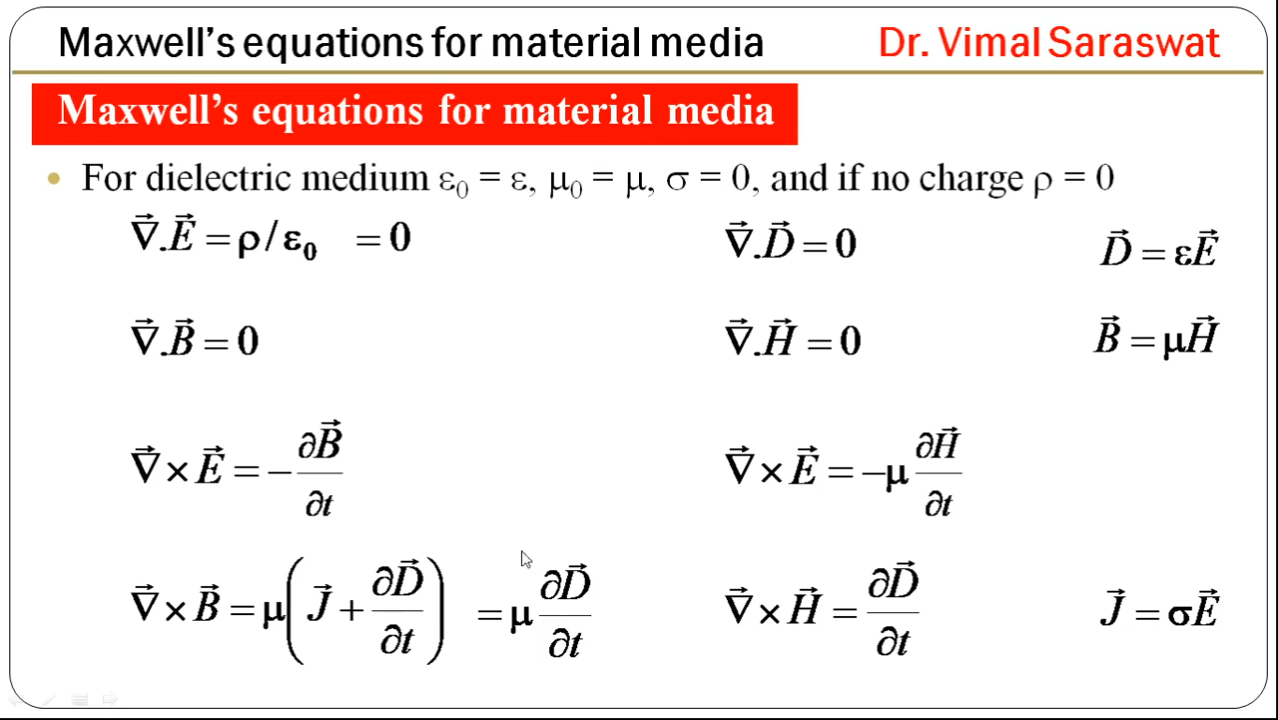 Maxwell's equations for material media Dr. Vimal Saraswat
Maxwell's equations for material media
• For dielectric medium ε₀ = ε, μ₀ = μ, σ = 0, and if no charge ρ = 0
∇⃗.E⃗ = ρ/ε₀ = 0 ∇⃗.D⃗ = 0 D⃗ = εE⃗
∇⃗.B⃗ = 0 ∇⃗.H⃗ = 0 B⃗ = μH⃗
∇⃗×E⃗ = −∂B⃗/∂t ∇⃗×E⃗ = −μ ∂H⃗/∂t
∇⃗×B⃗ = μ(J⃗ + ∂D⃗/∂t) = μ ∂D⃗/∂t ∇⃗×H⃗ = ∂D⃗/∂t J⃗ = σE⃗